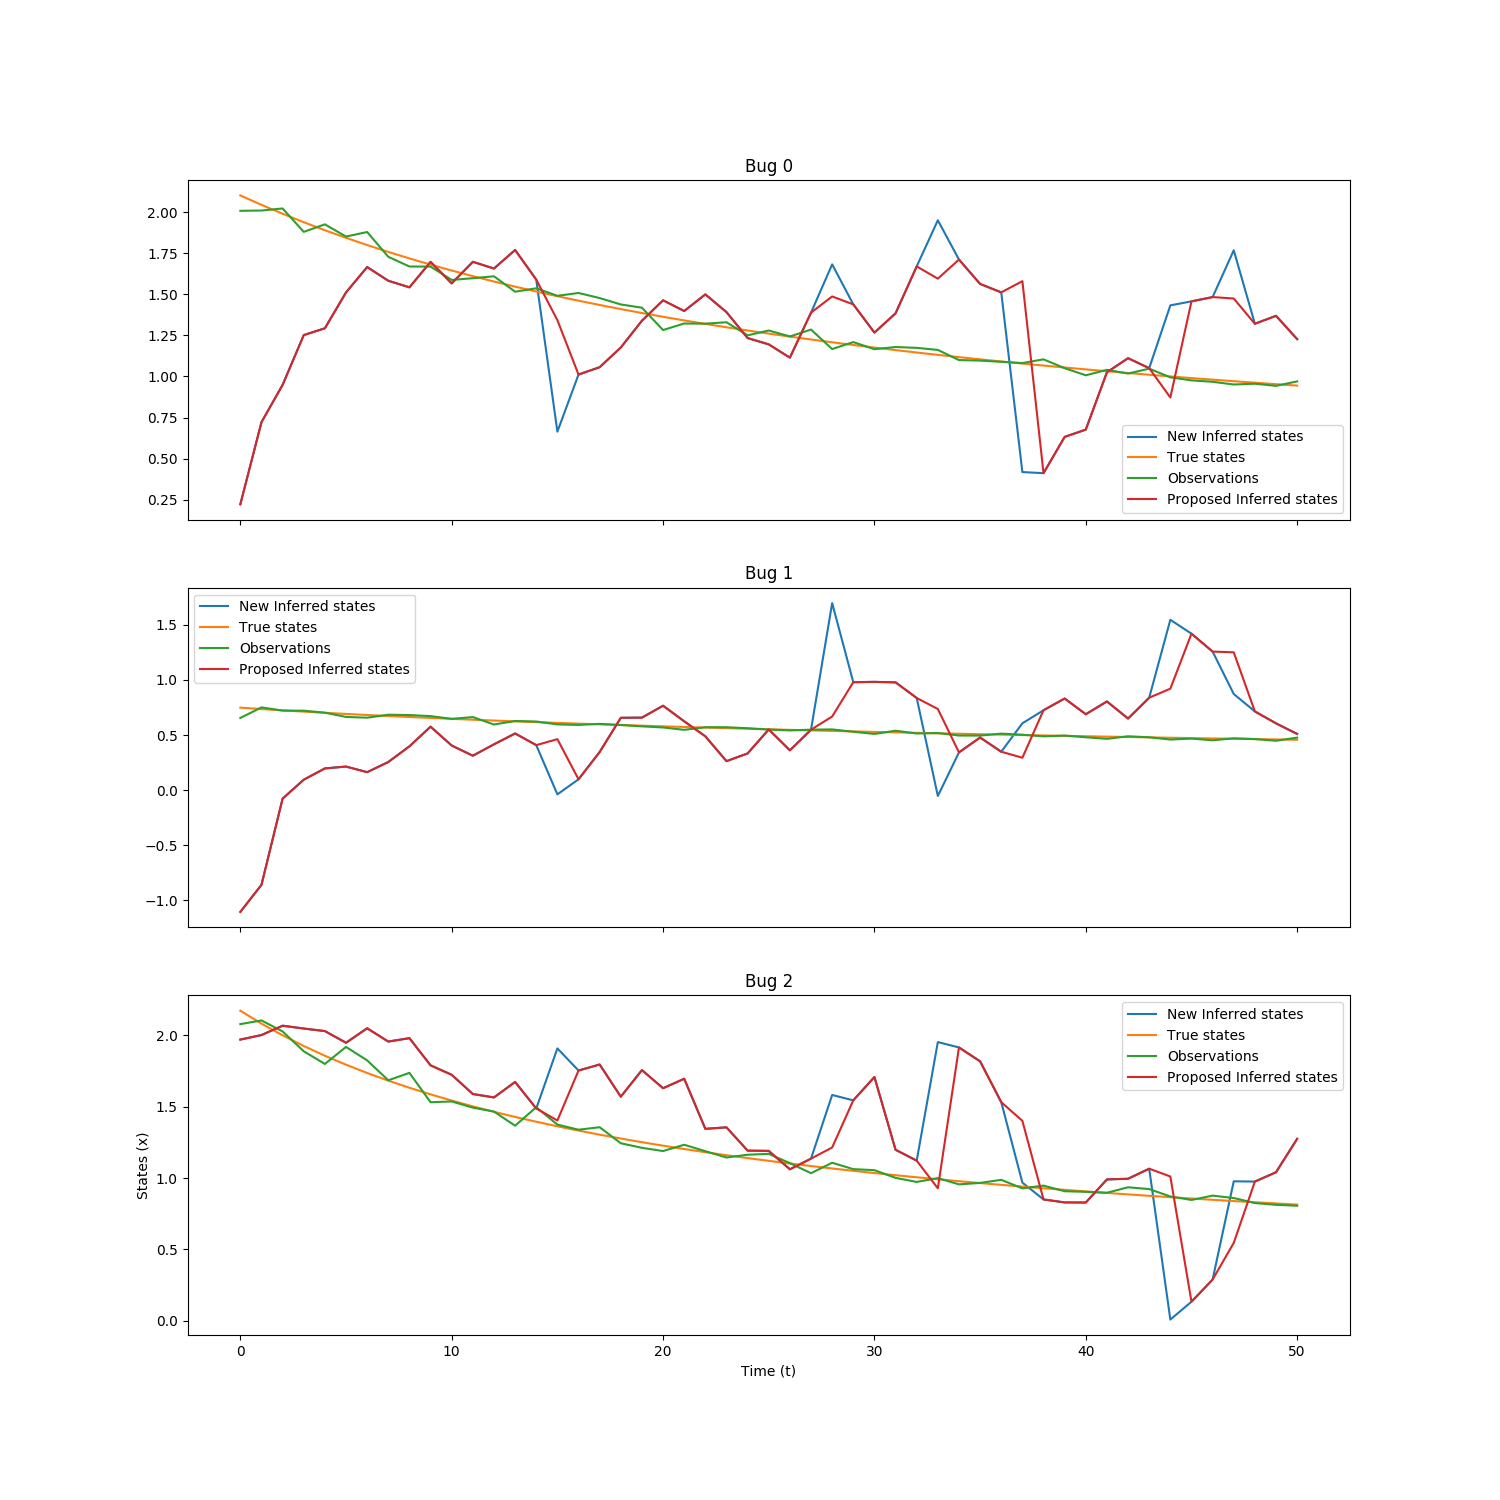 Bug 0
2.00
1.75
1.50
1.25
1.00
0.75
0.50
0.25
New Inferred states
True states
Observations
Proposed Inferred states
Bug 1
1.5
1.0
0.5
0.0
−0.5
−1.0
New Inferred states
True states
Observations
Proposed Inferred states
Bug 2
2.0
1.5
1.0
0.5
0.0
New Inferred states
True states
Observations
Proposed Inferred states
States (x)
0 10 20 30 40 50
Time (t)